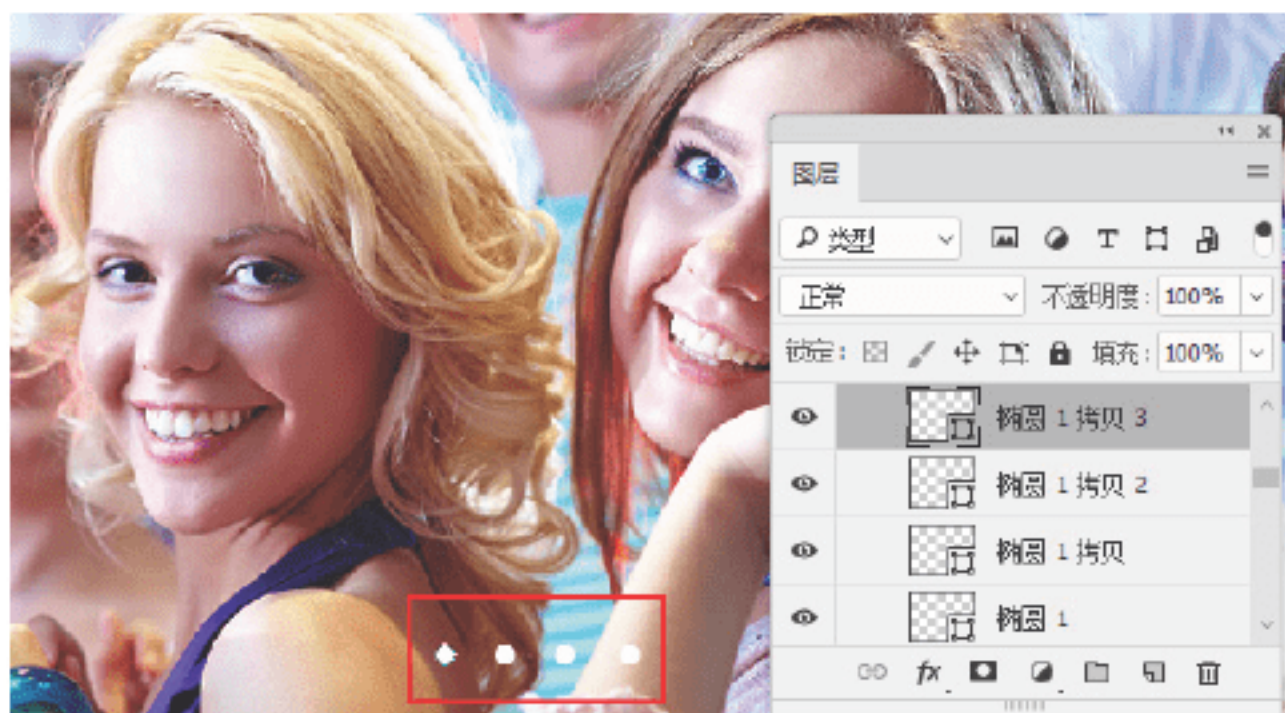 图层
类型
正常 不透明度: 100%
锁定: 填充: 100%
椭圆 1 拷贝 3
椭圆 1 拷贝 2
椭圆 1 拷贝
椭圆 1
fx